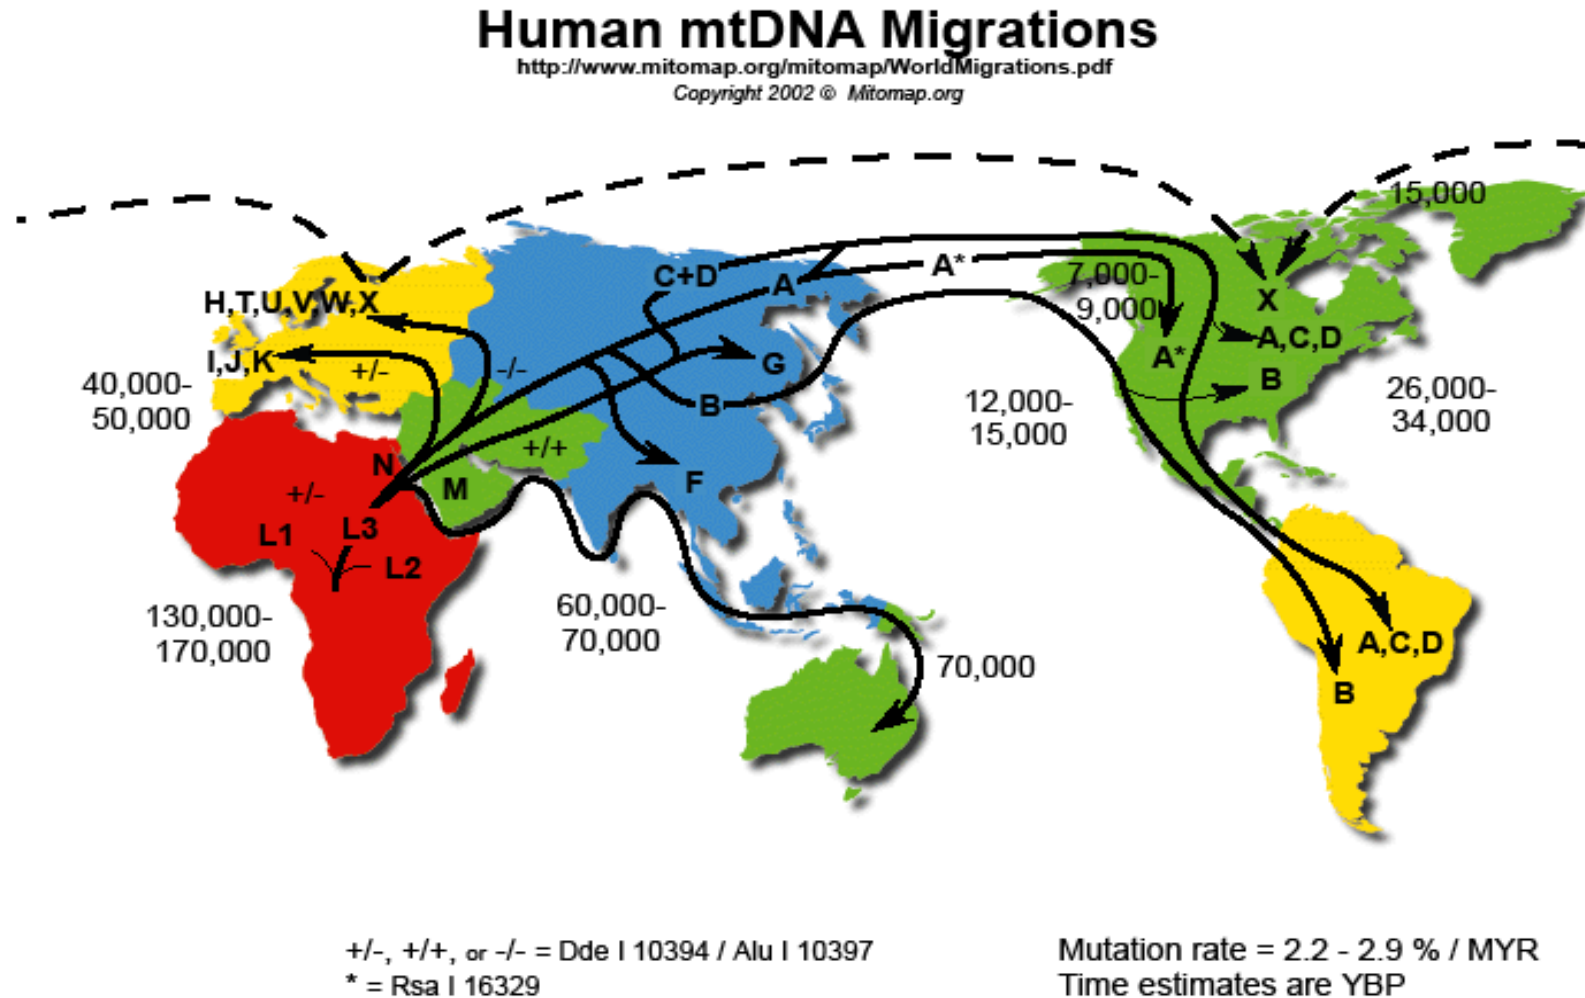 Human mtDNA Migrations
http://www.mitomap.org/mitomap/WorldMigrations.pdf
Copyright 2002 © Mitomap.org
15,000
C+D
A
A*
7,000-
9,000
H,T,U,V,W,X
X
A,C,D
I,J,K
+/-
-/-
G
A*
B
40,000-
50,000
B
12,000-
15,000
26,000-
34,000
N
+/+
M
F
+/-
L1
L3
L2
130,000-
170,000
60,000-
70,000
70,000
A,C,D
B
+/-, +/+, or -/- = Dde I 10394 / Alu I 10397
* = Rsa I 16329
Mutation rate = 2.2 - 2.9 % / MYR
Time estimates are YBP